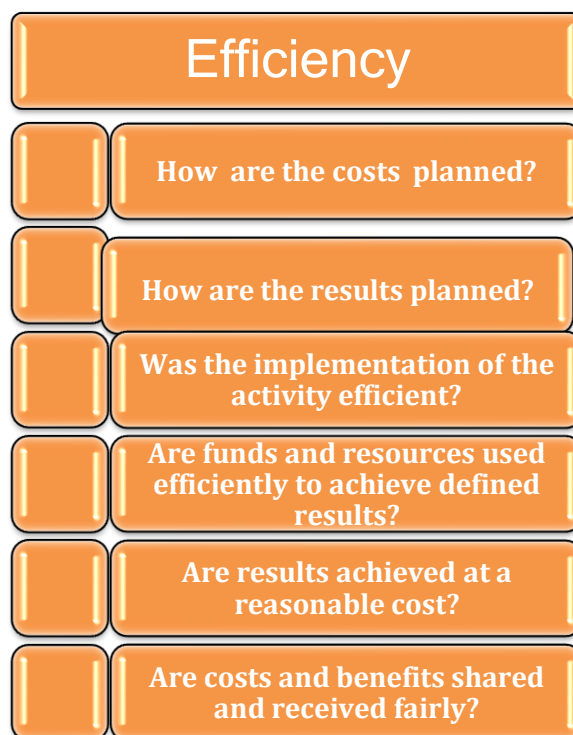 Efficiency
How are the costs planned?
How are the results planned?
Was the implementation of the
activity efficient?
Are funds and resources used
efficiently to achieve defined
results?
Are results achieved at a
reasonable cost?
Are costs and benefits shared
and received fairly?